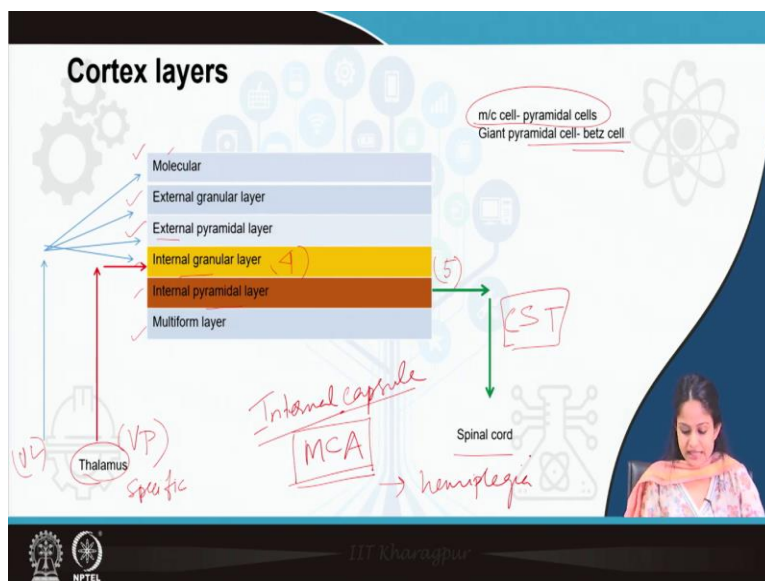 Cortex layers
m/c cell- pyramidal cells
Giant pyramidal cell- betz cell
Molecular
External granular layer
External pyramidal layer
Internal granular layer (4)
(5)
Internal pyramidal layer
CST
Multiform layer
Internal capsule
MCA
Spinal cord
(VP)
Thalamus
Specific
→ hemiplegia
IIT Kharagpur
NPTEL